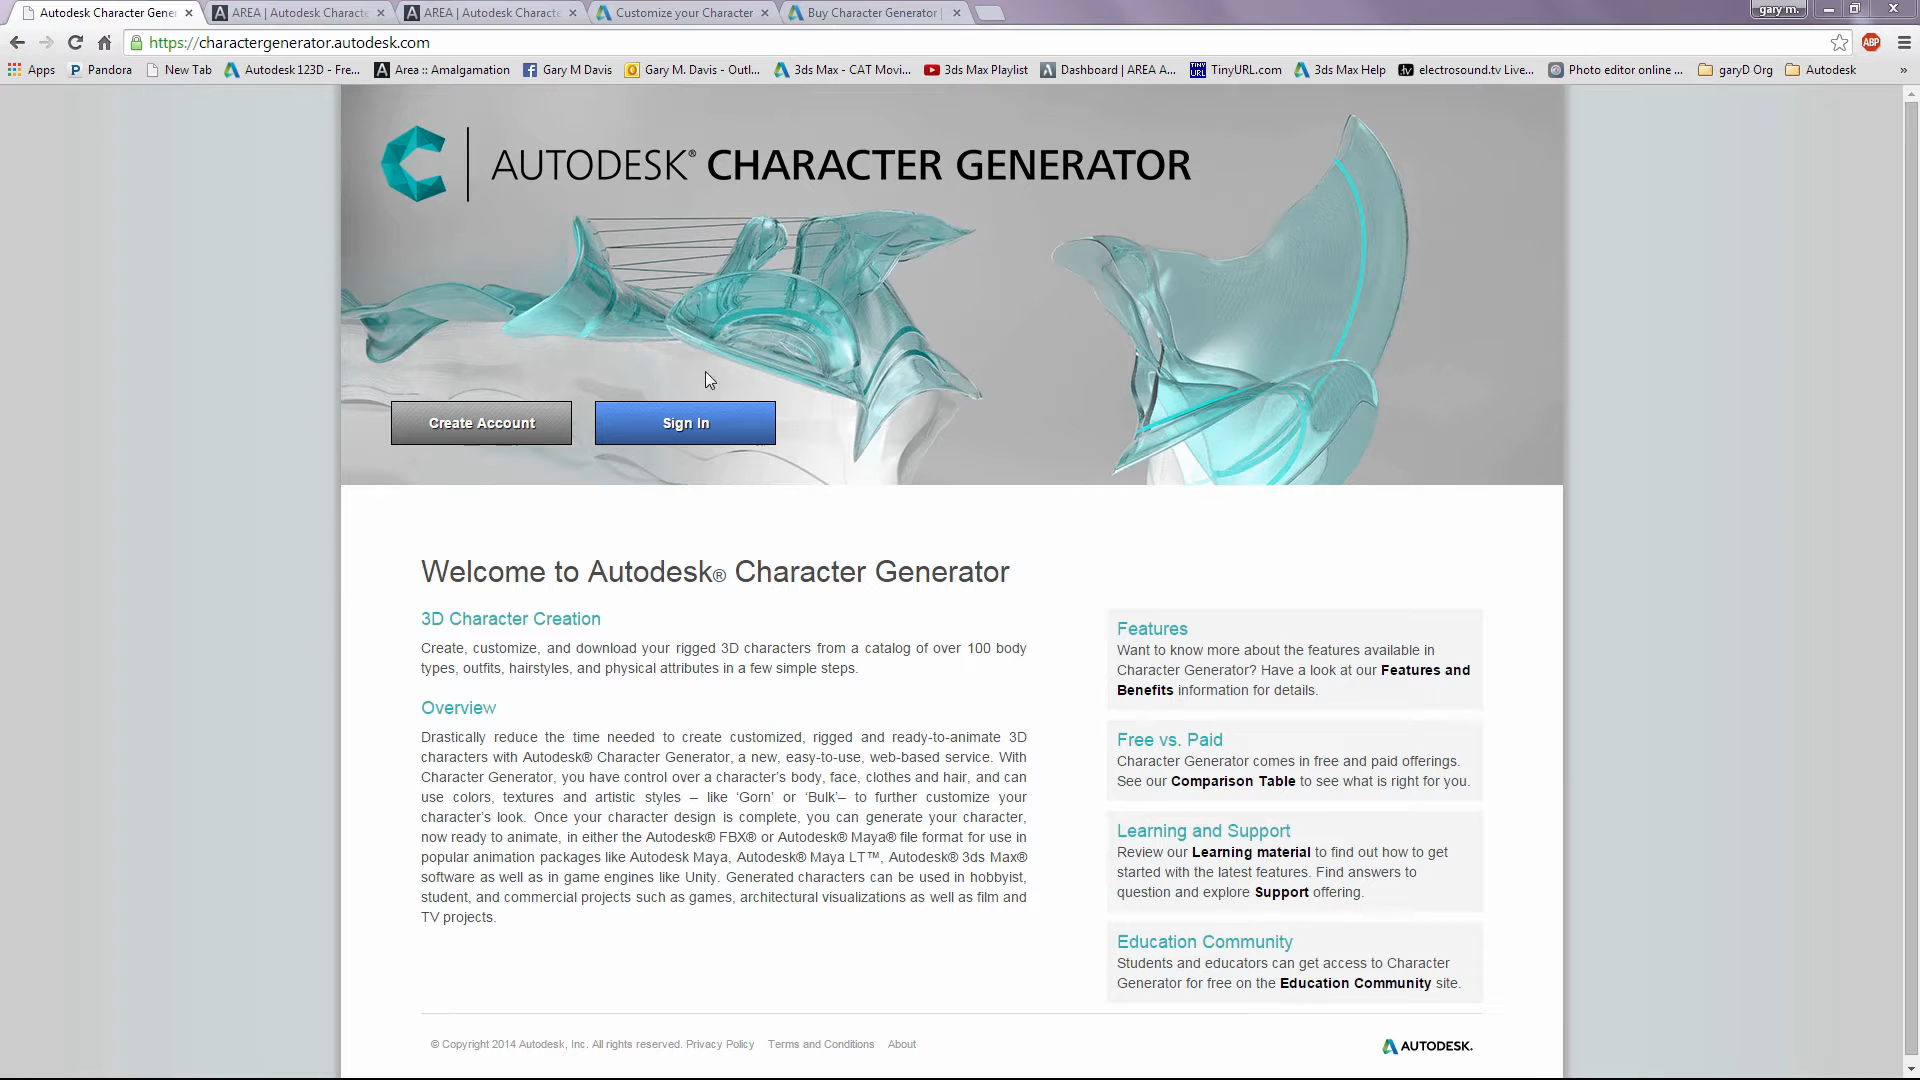 Autodesk Character Gener
AREA | Autodesk Characte
AREA | Autodesk Characte
Customize your Character
Buy Character Generator |
gary m.
https://charactergenerator.autodesk.com
ABP
Apps
Pandora
New Tab
Autodesk 123D - Fre...
Area :: Amalgamation
Gary M Davis
Gary M. Davis - Outl...
3ds Max - CAT Movi...
3ds Max Playlist
Dashboard | AREA A...
TINY
URL
TinyURL.com
3ds Max Help
electrosound.tv Live...
Photo editor online ...
garyD Org
Autodesk
»
AUTODESK® CHARACTER GENERATOR
Create Account
Sign In
Welcome to Autodesk® Character Generator
3D Character Creation
Create, customize, and download your rigged 3D characters from a catalog of over 100 body
types, outfits, hairstyles, and physical attributes in a few simple steps.
Overview
Drastically reduce the time needed to create customized, rigged and ready-to-animate 3D
characters with Autodesk® Character Generator, a new, easy-to-use, web-based service. With
Character Generator, you have control over a character's body, face, clothes and hair, and can
use colors, textures and artistic styles – like ‘Gorn’ or ‘Bulk’– to further customize your
character's look. Once your character design is complete, you can generate your character,
now ready to animate, in either the Autodesk® FBX® or Autodesk® Maya® file format for use in
popular animation packages like Autodesk Maya, Autodesk® Maya LT™, Autodesk® 3ds Max®
software as well as in game engines like Unity. Generated characters can be used in hobbyist,
student, and commercial projects such as games, architectural visualizations as well as film and
TV projects.
Features
Want to know more about the features available in
Character Generator? Have a look at our Features and
Benefits information for details.
Free vs. Paid
Character Generator comes in free and paid offerings.
See our Comparison Table to see what is right for you.
Learning and Support
Review our Learning material to find out how to get
started with the latest features. Find answers to
question and explore Support offering.
Education Community
Students and educators can get access to Character
Generator for free on the Education Community site.
© Copyright 2014 Autodesk, Inc. All rights reserved. Privacy Policy
Terms and Conditions
About
AUTODESK.